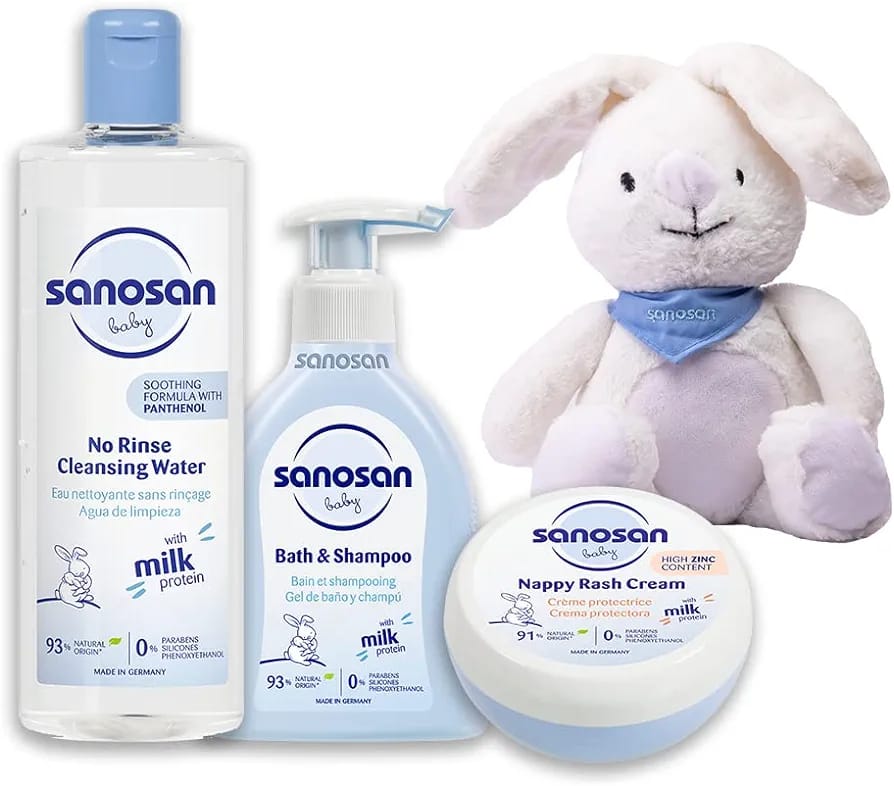 sanosan
baby
SOOTHING
FORMULA WITH
PANTHENOL
No Rinse
Cleansing Water
Eau nettoyante sans rinçage
Agua de limpieza
with
milk
protein
93% NATURAL ORIGIN*
0% PARABENS SILICONES PHENOXYETHANOL
MADE IN GERMANY
sanosan
sanosan
baby
Bath & Shampoo
Bain et shampooing
Gel de baño y champú
with
milk
protein
93% NATURAL ORIGIN*
0% PARABENS SILICONES PHENOXYETHANOL
MADE IN GERMANY
sanosan
sanosan
baby
HIGH ZINC
CONTENT
Nappy Rash Cream
Crème protectrice
Crema protectora
with
milk
protein
91% NATURAL ORIGIN*
0% PARABENS SILICONES PHENOXYETHANOL
MADE IN GERMANY